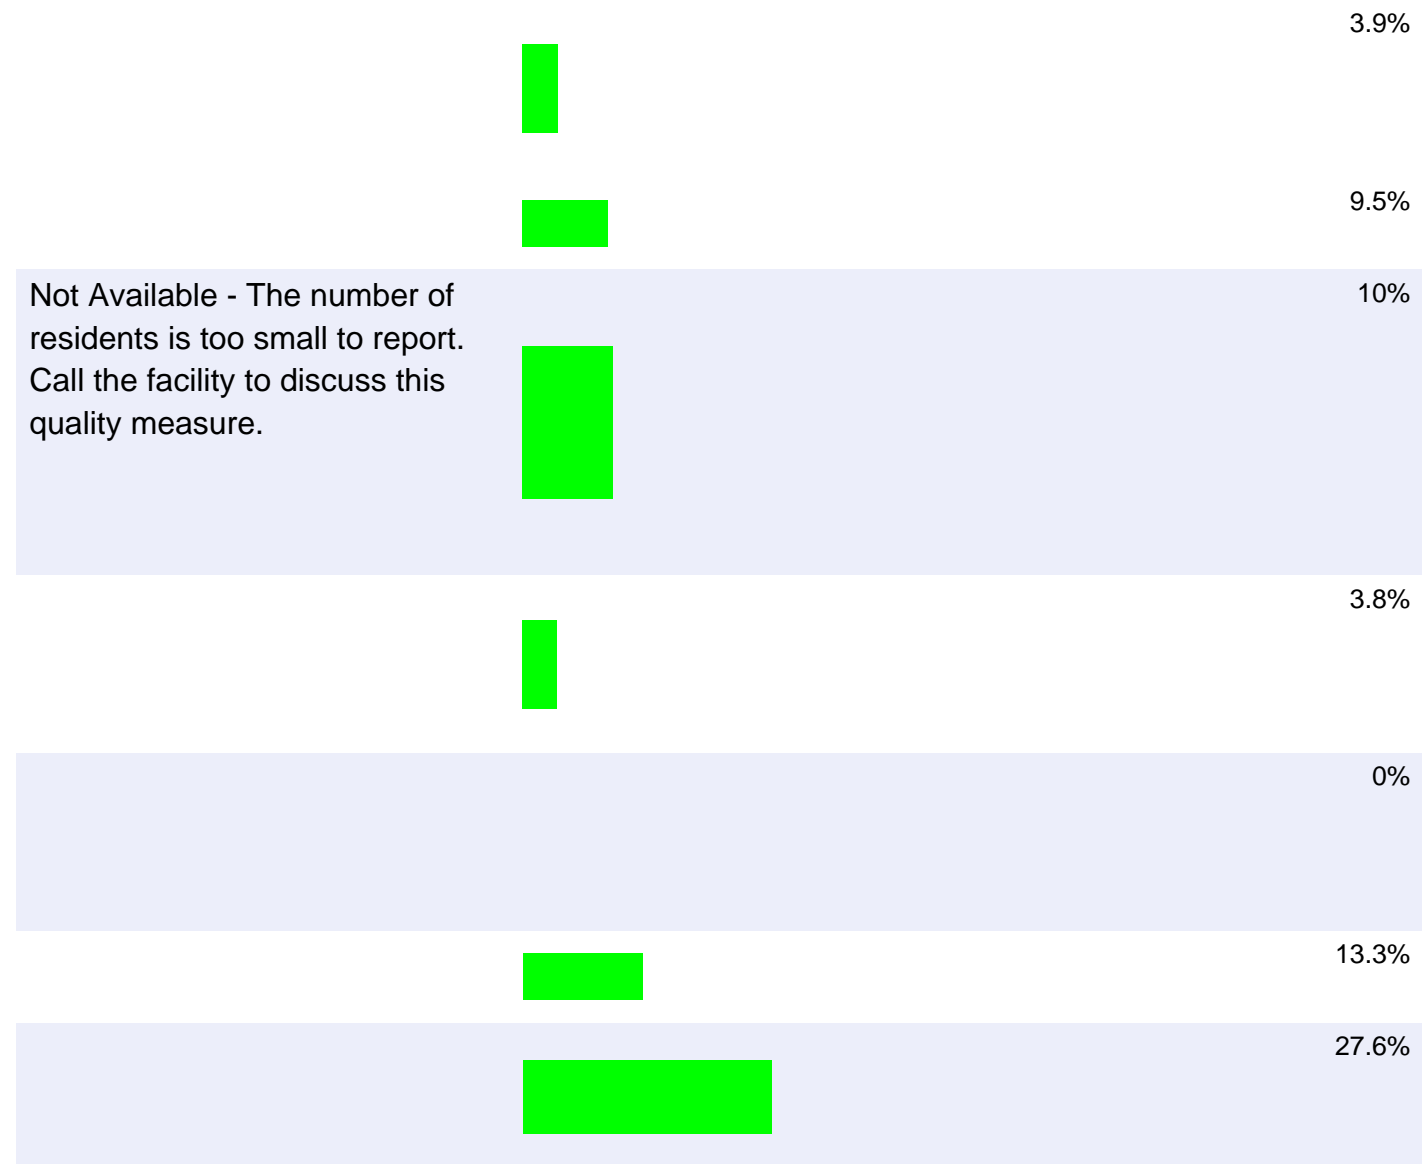 3.9%
9.5%
Not Available - The number of
residents is too small to report.
Call the facility to discuss this
quality measure.
10%
3.8%
0%
13.3%
27.6%